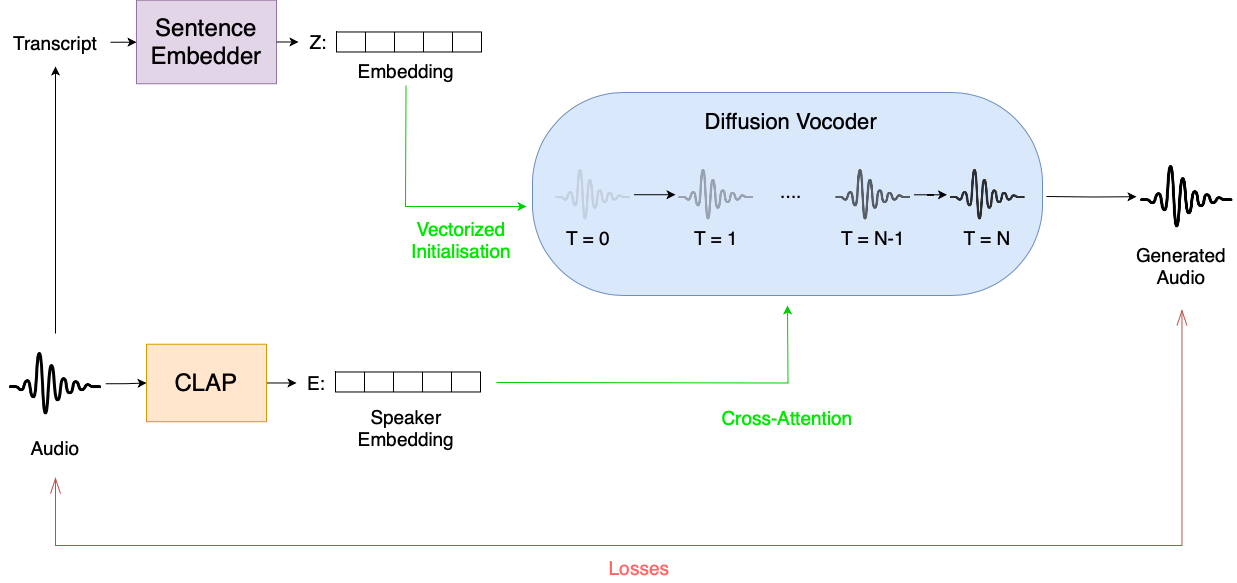 Transcript
Sentence
Embedder
Z:
Embedding
Diffusion Vocoder
T = 0
T = 1
....
T = N-1
T = N
Vectorized
Initialisation
Generated
Audio
CLAP
E:
Speaker
Embedding
Cross-Attention
Audio
Losses